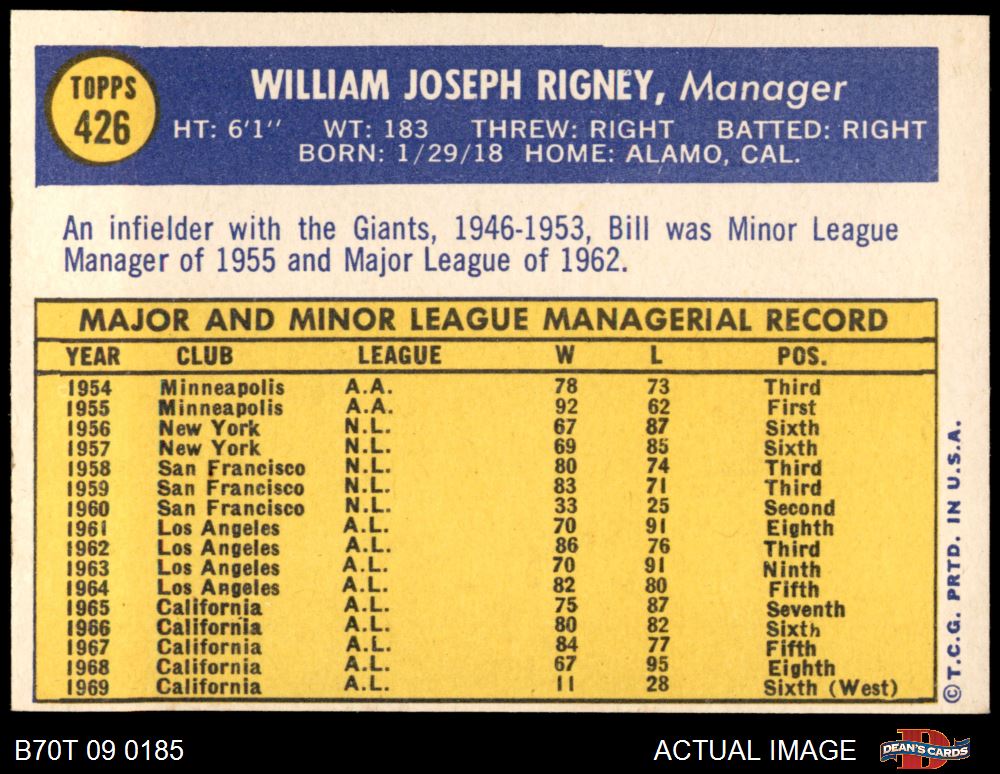 TOPPS
426
WILLIAM JOSEPH RIGNEY, Manager
HT: 6'1" WT: 183 THREW: RIGHT BATTED: RIGHT
BORN: 1/29/18 HOME: ALAMO, CAL.
An infielder with the Giants, 1946-1953, Bill was Minor League
Manager of 1955 and Major League of 1962.
MAJOR AND MINOR LEAGUE MANAGERIAL RECORD
YEAR CLUB LEAGUE W L POS.
1954 Minneapolis A.A. 78 73 Third
1955 Minneapolis A.A. 92 62 First
1956 New York N.L. 67 87 Sixth
1957 New York N.L. 69 85 Sixth
1958 San Francisco N.L. 80 74 Third
1959 San Francisco N.L. 83 71 Third
1960 San Francisco N.L. 33 25 Second
1961 Los Angeles A.L. 70 91 Eighth
1962 Los Angeles A.L. 86 76 Third
1963 Los Angeles A.L. 70 91 Ninth
1964 Los Angeles A.L. 82 80 Fifth
1965 California A.L. 75 87 Seventh
1966 California A.L. 80 82 Sixth
1967 California A.L. 84 77 Fifth
1968 California A.L. 67 95 Eighth
1969 California A.L. 11 28 Sixth (West)
© T.C.G. PRTD. IN U.S.A.
B70T 09 0185 ACTUAL IMAGE
DEAN'S CARDS